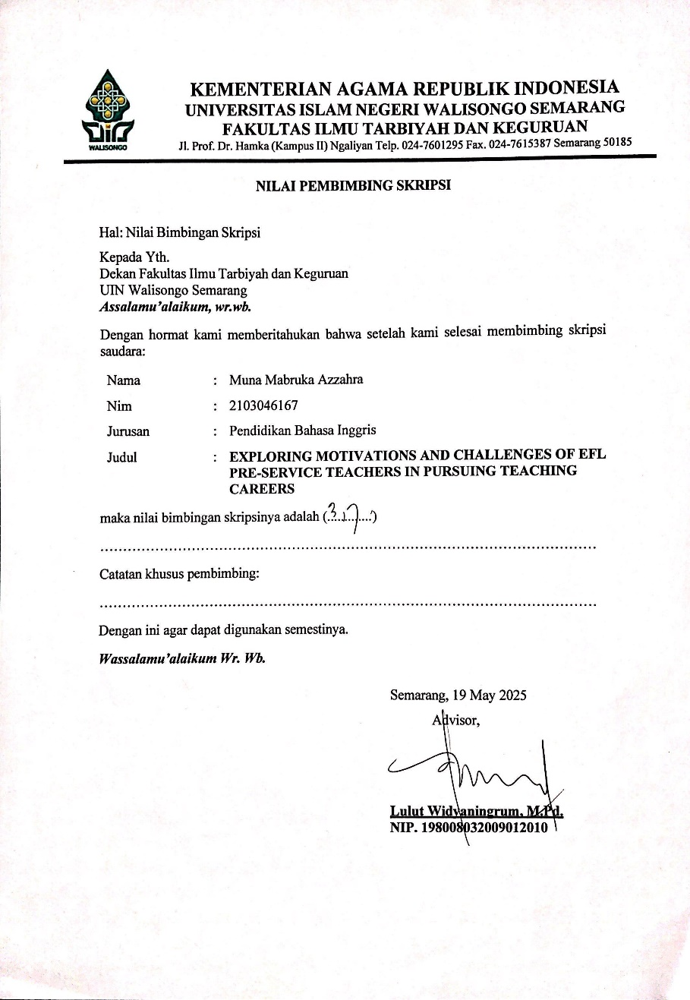 WALISONGO
KEMENTERIAN AGAMA REPUBLIK INDONESIA
UNIVERSITAS ISLAM NEGERI WALISONGO SEMARANG
FAKULTAS ILMU TARBIYAH DAN KEGURUAN
Jl. Prof. Dr. Hamka (Kampus II) Ngaliyan Telp. 024-7601295 Fax. 024-7615387 Semarang 50185
NILAI PEMBIMBING SKRIPSI
Hal: Nilai Bimbingan Skripsi
Kepada Yth.
Dekan Fakultas Ilmu Tarbiyah dan Keguruan
UIN Walisongo Semarang
Assalamu'alaikum, wr.wb.
Dengan hormat kami memberitahukan bahwa setelah kami selesai membimbing skripsi
saudara:
Nama : Muna Mabruka Azzahra
Nim : 2103046167
Jurusan : Pendidikan Bahasa Inggris
Judul : EXPLORING MOTIVATIONS AND CHALLENGES OF EFL
PRE-SERVICE TEACHERS IN PURSUING TEACHING
CAREERS
maka nilai bimbingan skripsinya adalah (3,7)
Catatan khusus pembimbing:
Dengan ini agar dapat digunakan semestinya.
Wassalamu'alaikum Wr. Wb.
Semarang, 19 May 2025
Advisor,
Lulut Widyaningrum, M.Pd.
NIP. 198008032009012010